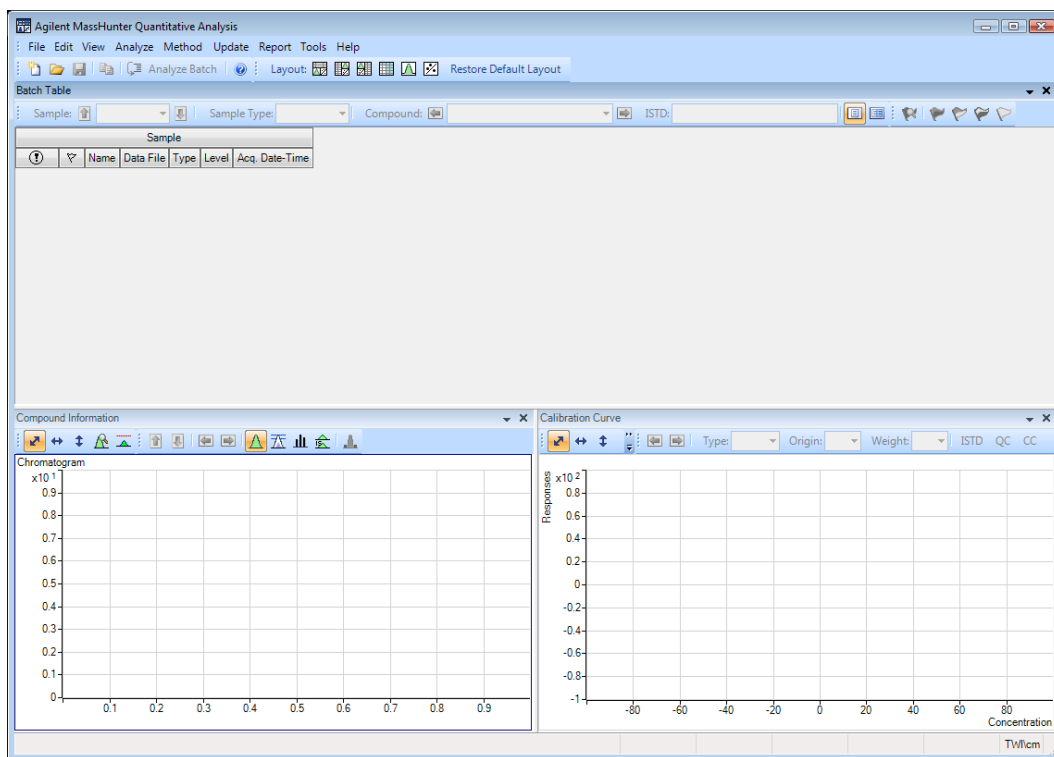 Agilent MassHunter Quantitative Analysis
File Edit View Analyze Method Update Report Tools Help
Analyze Batch Layout: Restore Default Layout
Batch Table
Sample: Sample Type: Compound: ISTD:
Sample
Name Data File Type Level Acq. Date-Time
Compound Information
Chromatogram
x10 1
0.9
0.8
0.7
0.6
0.5
0.4
0.3
0.2
0.1
0
0.1 0.2 0.3 0.4 0.5 0.6 0.7 0.8 0.9
Calibration Curve
Type: Origin: Weight: ISTD QC CC
Responses
x10 2
0.8
0.6
0.4
0.2
0
-0.2
-0.4
-0.6
-0.8
-1
-80 -60 -40 -20 0 20 40 60 80
Concentration
TWI\cm